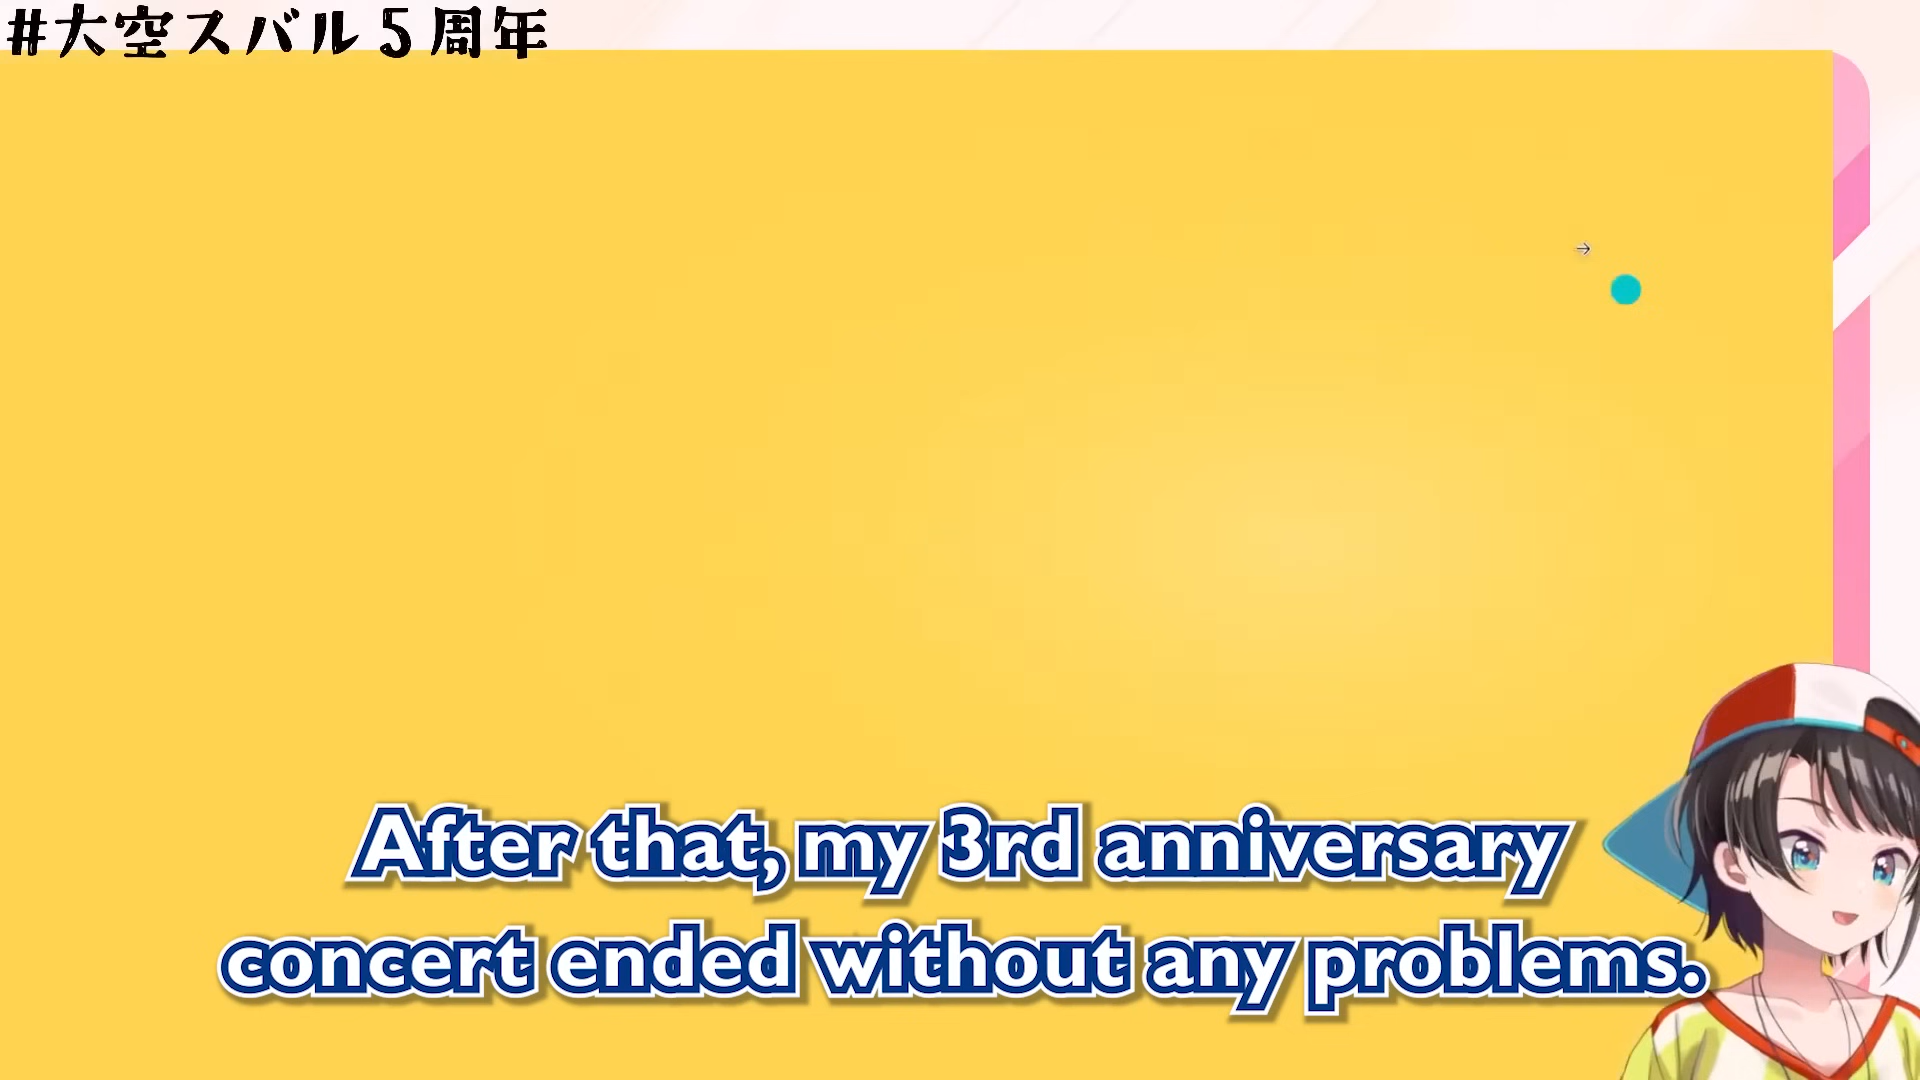 #大空スバル５周年
After that, my 3rd anniversary
concert ended without any problems.